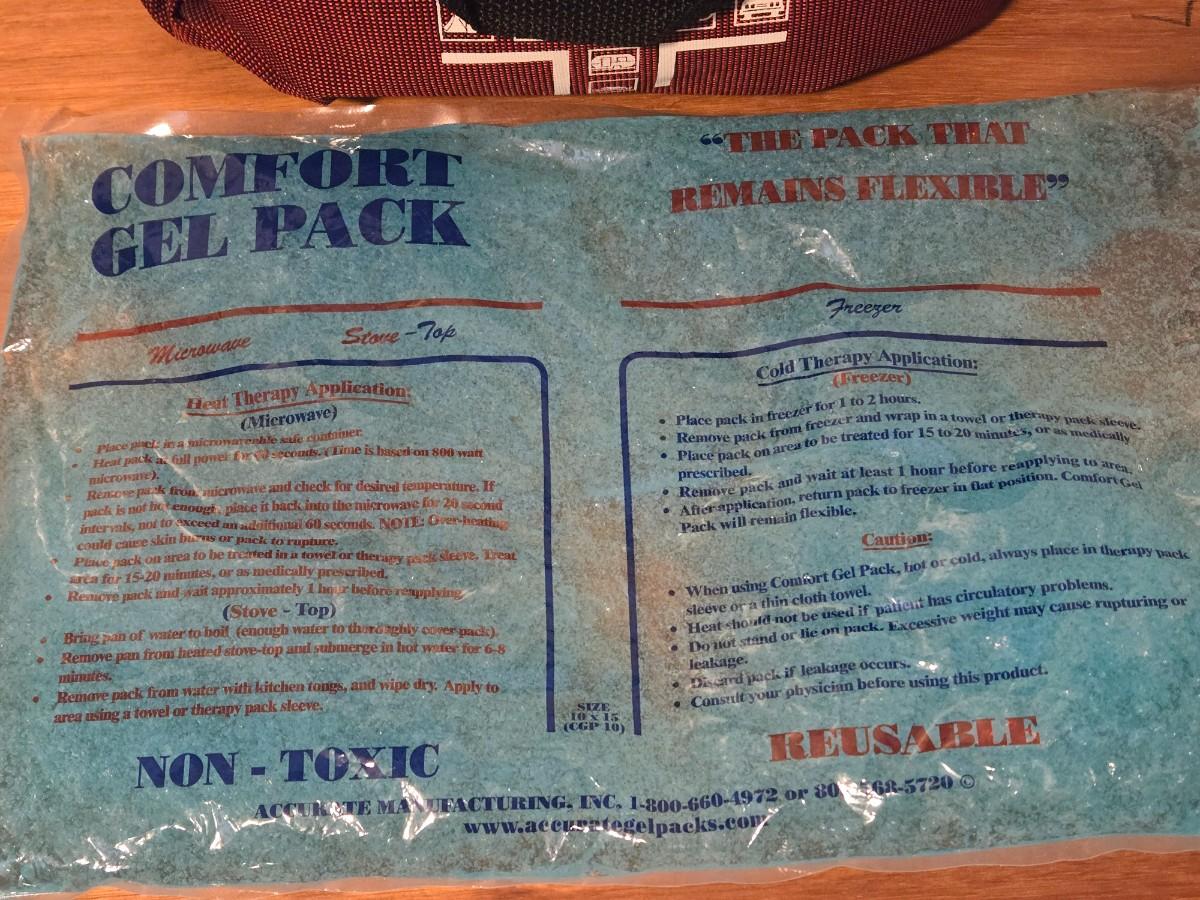 COMFORT
GEL PACK
“THE PACK THAT
REMAINS FLEXIBLE”
Microwave Stove-Top
Heat Therapy Application:
(Microwave)
• Place pack in a microwaveable safe container.
• Heat pack at full power for 60 seconds. (Time is based on 800 watt
microwave).
• Remove pack from microwave and check for desired temperature. If
pack is not hot enough, place it back into the microwave for 20 second
intervals, not to exceed an additional 60 seconds. NOTE: Over-heating
could cause skin burns or pack to rupture.
• Place pack on area to be treated in a towel or therapy pack sleeve. Treat
area for 15-20 minutes, or as medically prescribed.
• Remove pack and wait approximately 1 hour before reapplying.
(Stove - Top)
• Bring pan of water to boil (enough water to thoroughly cover pack).
• Remove pan from heated stove-top and submerge in hot water for 6-8
minutes.
• Remove pack from water with kitchen tongs, and wipe dry. Apply to
area using a towel or therapy pack sleeve.
NON - TOXIC
Freezer
Cold Therapy Application:
(Freezer)
• Place pack in freezer for 1 to 2 hours.
• Remove pack from freezer and wrap in a towel or therapy pack sleeve.
• Place pack on area to be treated for 15 to 20 minutes, or as medically
prescribed.
• Remove pack and wait at least 1 hour before reapplying to area.
• After application, return pack to freezer in flat position. Comfort Gel
Pack will remain flexible.
Caution:
• When using Comfort Gel Pack, hot or cold, always place in therapy pack
sleeve or a thin cloth towel.
• Heat should not be used if patient has circulatory problems.
• Do not stand or lie on pack. Excessive weight may cause rupturing or
leakage.
• Discard pack if leakage occurs.
• Consult your physician before using this product.
SIZE
10 x 15
(CGP 10)
REUSABLE
ACCURATE MANUFACTURING, INC. 1-800-660-4972 or ©
www.accurategelpacks.com